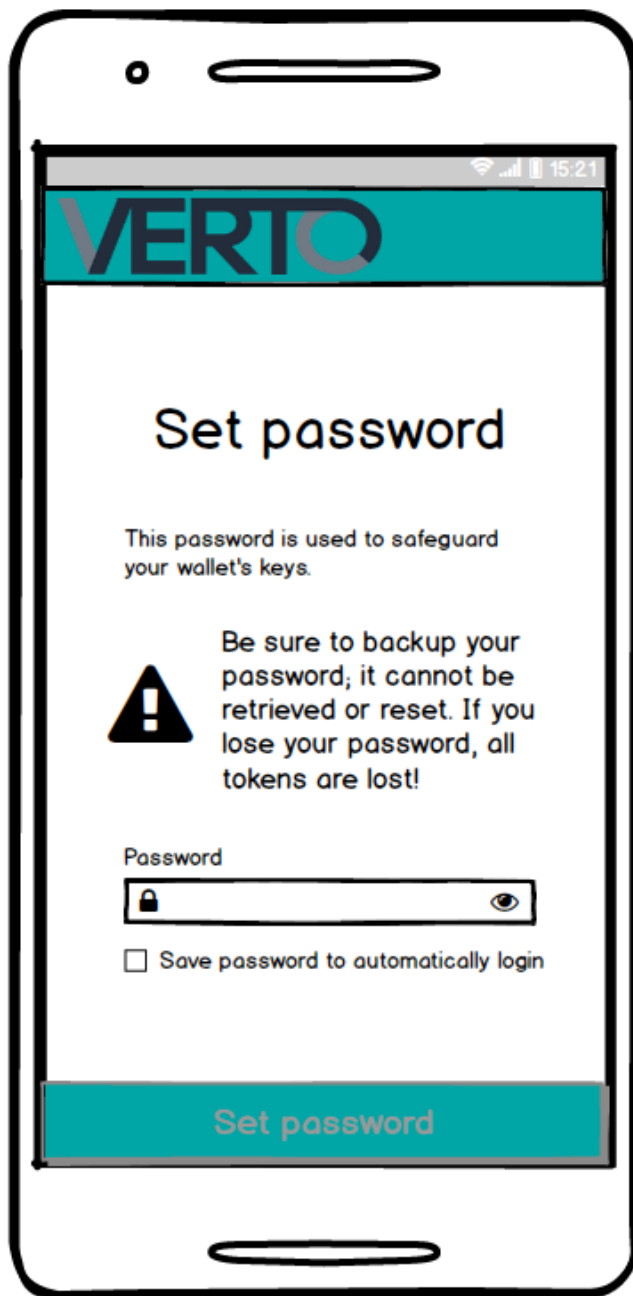 15:21
VERTO
Set password
This password is used to safeguard
your wallet's keys.
Be sure to backup your
password; it cannot be
retrieved or reset. If you
lose your password, all
tokens are lost!
Password
Save password to automatically login
Set password